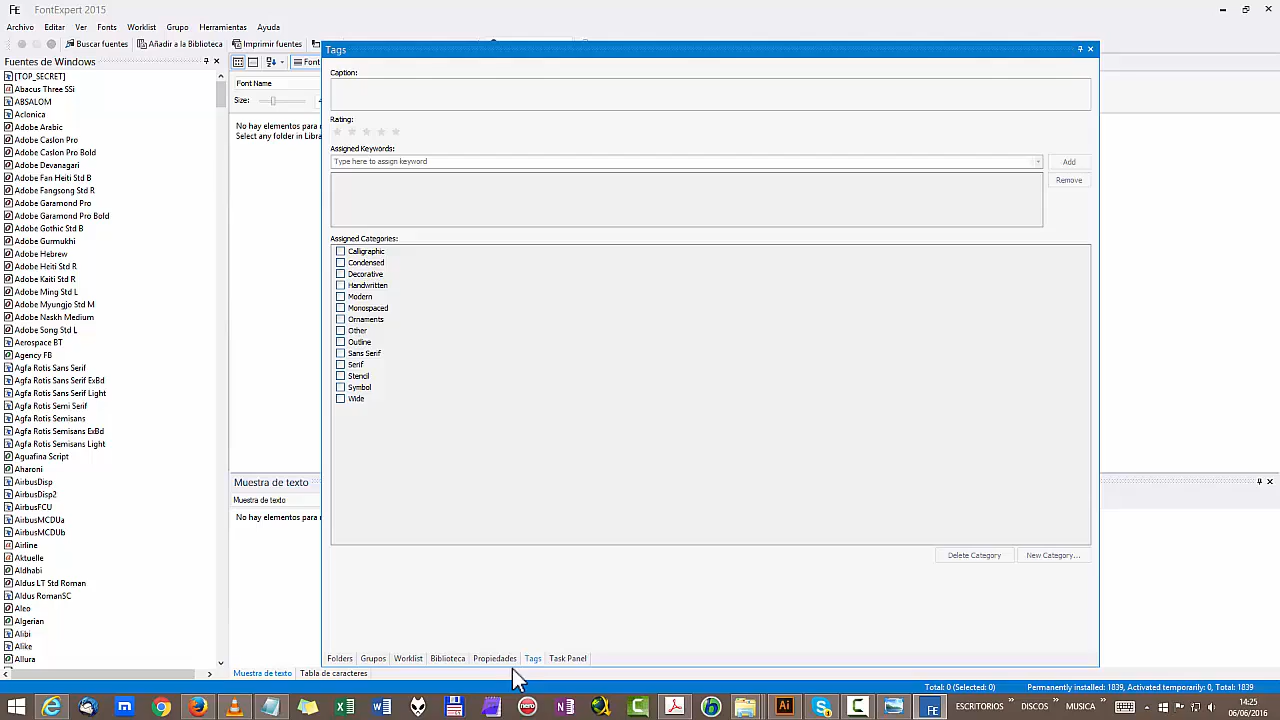 FE FontExpert 2015
Archivo Editar Ver Fonts Worklist Grupo Herramientas Ayuda
Buscar fuentes Añadir a la Biblioteca Imprimir fuentes
Fuentes de Windows
[TOP_SECRET]
Abacus Three SSi
ABSALOM
Aclonica
Adobe Arabic
Adobe Caslon Pro
Adobe Caslon Pro Bold
Adobe Devanagari
Adobe Fan Heiti Std B
Adobe Fangsong Std R
Adobe Garamond Pro
Adobe Garamond Pro Bold
Adobe Gothic Std B
Adobe Gurmukhi
Adobe Hebrew
Adobe Heiti Std R
Adobe Kaiti Std R
Adobe Ming Std L
Adobe Myungjo Std M
Adobe Naskh Medium
Adobe Song Std L
Aerospace BT
Agency FB
Agfa Rotis Sans Serif
Agfa Rotis Sans Serif ExBd
Agfa Rotis Sans Serif Light
Agfa Rotis Semi Serif
Agfa Rotis Semisans
Agfa Rotis Semisans ExBd
Agfa Rotis Semisans Light
Aguafina Script
Aharoni
AirbusDisp
AirbusDisp2
AirbusFCU
AirbusMCDUa
AirbusMCDUb
Airline
Aktuelle
Aldhabi
Aldus LT Std Roman
Aldus RomanSC
Aleo
Algerian
Alibi
Alike
Allura
Font
Font Name
Size:
No hay elementos para
Select any folder in Libra
Muestra de texto
Muestra de texto
No hay elementos para
Muestra de texto Tabla de caracteres
Tags
Caption:
Rating:
Assigned Keywords:
Type here to assign keyword
Add
Remove
Assigned Categories:
Calligraphic
Condensed
Decorative
Handwritten
Modern
Monospaced
Ornaments
Other
Outline
Sans Serif
Serif
Stencil
Symbol
Wide
Delete Category New Category...
Folders Grupos Worklist Biblioteca Propiedades Tags Task Panel
Total: 0 (Selected: 0) Permanently installed: 1839, Activated temporally: 0, Total: 1839
ESCRITORIOS DISCOS MUSICA
14:25
06/06/2016